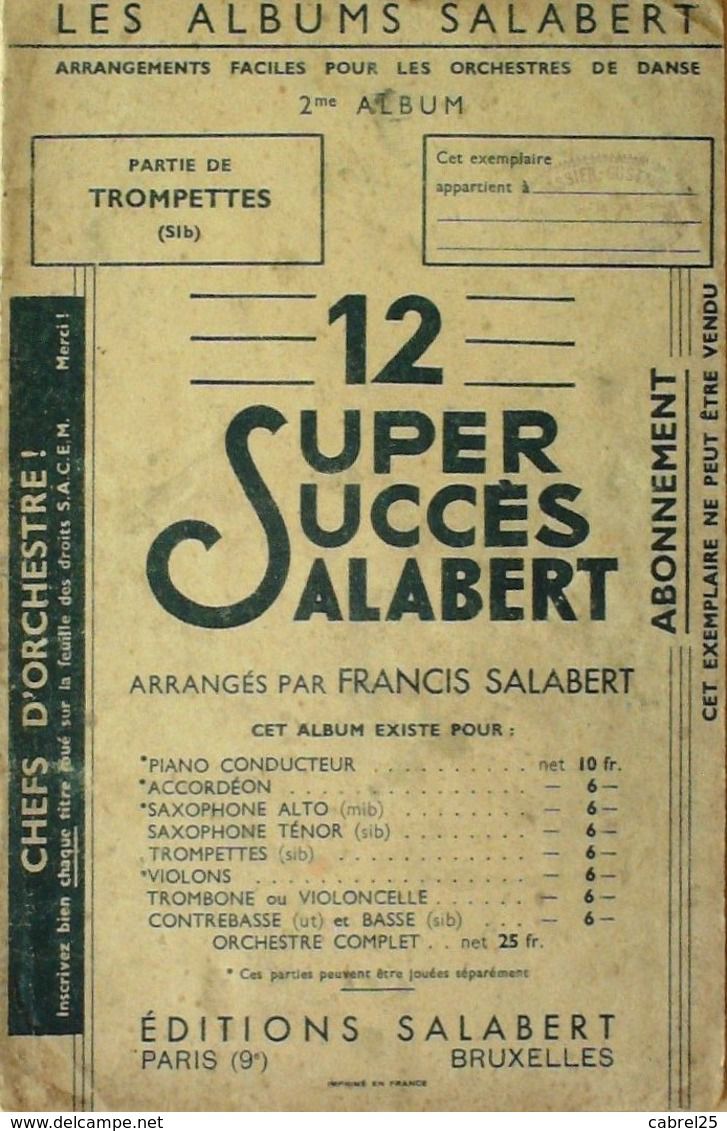 LES ALBUMS SALABERT
ARRANGEMENTS FACILES POUR LES ORCHESTRES DE DANSE
2me ALBUM
PARTIE DE
TROMPETTES
(SIb)
Cet exemplaire
appartient à
CHEFS D'ORCHESTRE !
Inscrivez bien chaque titre joué sur la feuille des droits S.A.C.E.M. Merci !
12
SUPER
SUCCÈS
SALABERT
ABONNEMENT
CET EXEMPLAIRE NE PEUT ÊTRE VENDU
ARRANGÉS PAR FRANCIS SALABERT
CET ALBUM EXISTE POUR :
*PIANO CONDUCTEUR . . . . . . . . . . . net 10 fr.
*ACCORDÉON . . . . . . . . . . . . . . . — 6 —
*SAXOPHONE ALTO (mib) . . . . . . . . — 6 —
SAXOPHONE TÉNOR (sib) . . . . . . . . — 6 —
TROMPETTES (sib) . . . . . . . . . . . . — 6 —
*VIOLONS . . . . . . . . . . . . . . . . — 6 —
TROMBONE ou VIOLONCELLE . . . . . . — 6 —
CONTREBASSE (ut) et BASSE (sib) . . . — 6 —
ORCHESTRE COMPLET . . net 25 fr.
* Ces parties peuvent être jouées séparément
ÉDITIONS SALABERT
PARIS (9e) BRUXELLES
IMPRIMÉ EN FRANCE
cabrel25